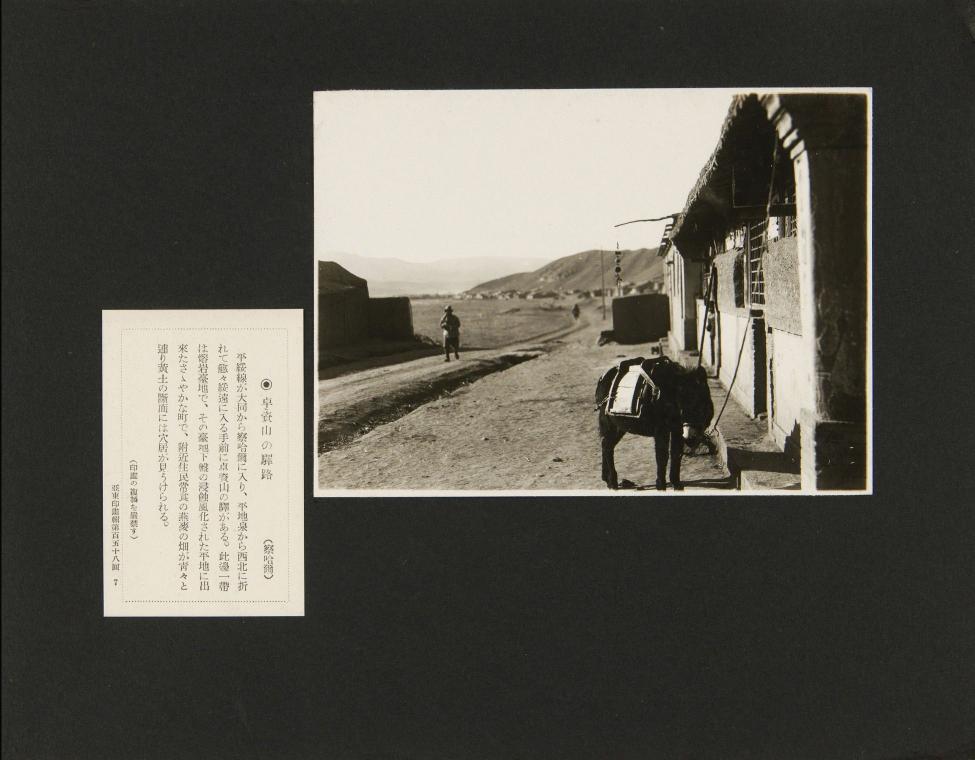 ◉卓資山の驛路 (察哈爾)
平綏線が大同から察哈爾に入り、平地泉から西北に折
れて愈々綏遠に入る手前に卓資山の驛がある。此邊一帶
は熔岩臺地で、その臺地下盤の浸蝕風化された平地に出
來たさゝやかな町で、附近住民常食の燕麥の畑が靑々と
連り黄土の斷面には穴居が見うけられる。
(印畫の複製を嚴禁す)
亞東印畫輯第百五十八回 7